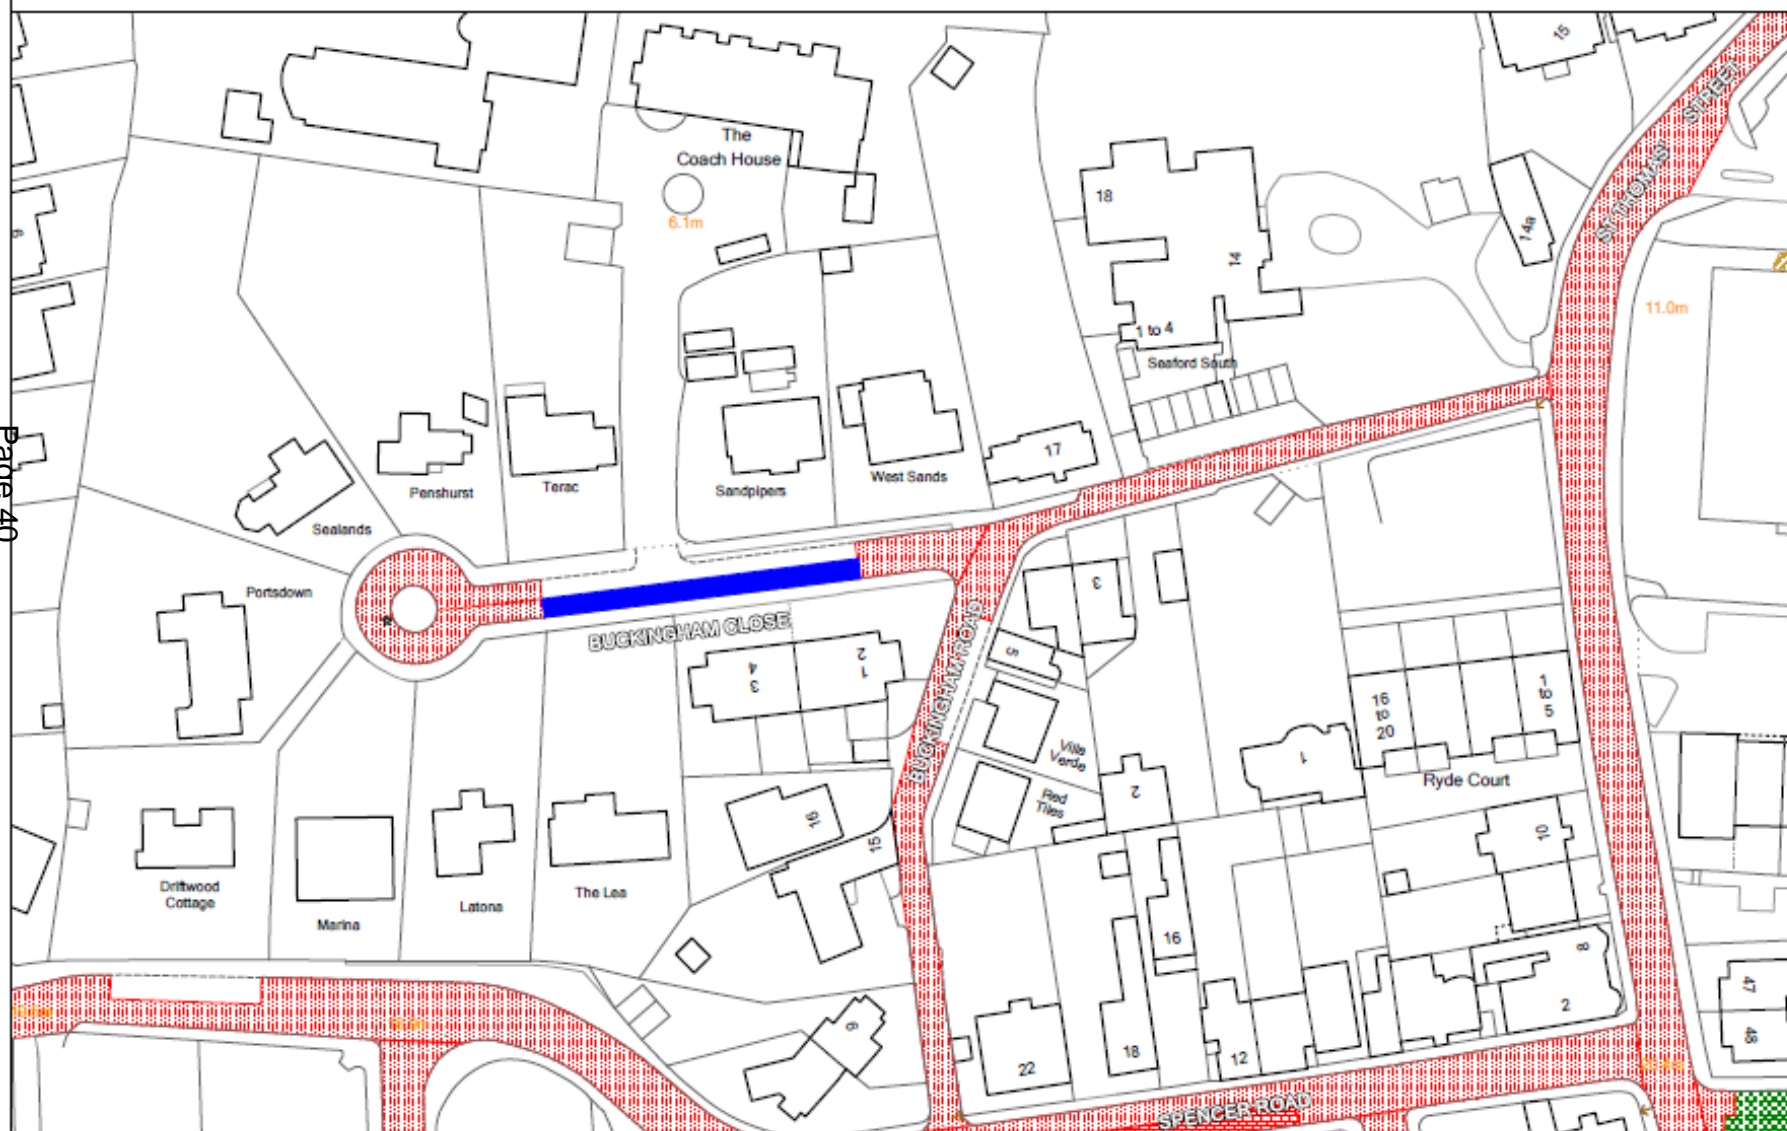 15
STREET
The
Coach House
ST THOMAS'
18
6.1m
6
14a
14
11.0m
1 to 4
Seaford South
17
Page 40
West Sands
Penshurst
Terac
Sandpipers
Sealands
Portsdown
3
BUCKINGHAM CLOSE
BUCKINGHAM ROAD
5
4
3
2
1
16
to
20
1
to
5
Villa
Verde
1
Ryde Court
2
Red
Tiles
19
15
10
Driftwood
Cottage
Marina
Latona
The Lea
16
8
47
2
9
48
22
18
12
SPENCER ROAD